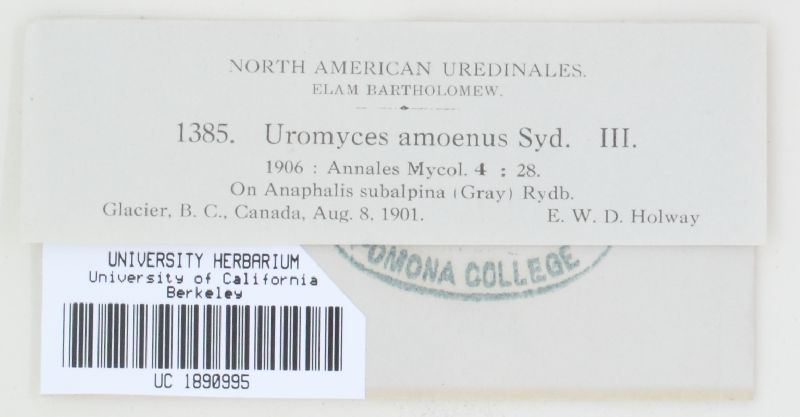 NORTH AMERICAN UREDINALES.
ELAM BARTHOLOMEW.
1385. Uromyces amoenus Syd. III.
1906 : Annales Mycol. 4 : 28.
On Anaphalis subalpina (Gray) Rydb.
Glacier, B. C., Canada, Aug. 8, 1901. E. W. D. Holway
POMONA COLLEGE
UNIVERSITY HERBARIUM
University of California
Berkeley
UC 1890995